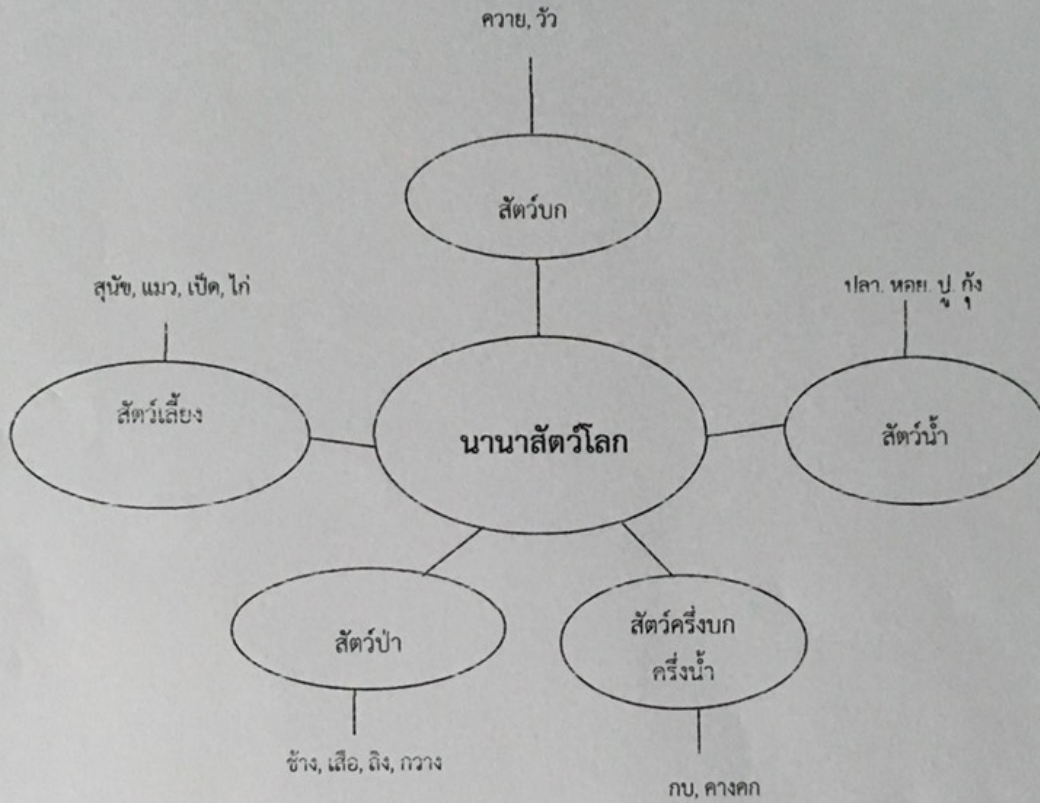 ควาย, วัว
สัตว์บก
สุนัข, แมว, เป็ด, ไก่
ปลา. หอย. ปู. กุ้ง
สัตว์เลี้ยง
นานาสัตว์โลก
สัตว์น้ำ
สัตว์ป่า
สัตว์ครึ่งบก
ครึ่งน้ำ
ช้าง, เสือ, ลิง, กวาง
กบ, คางคก